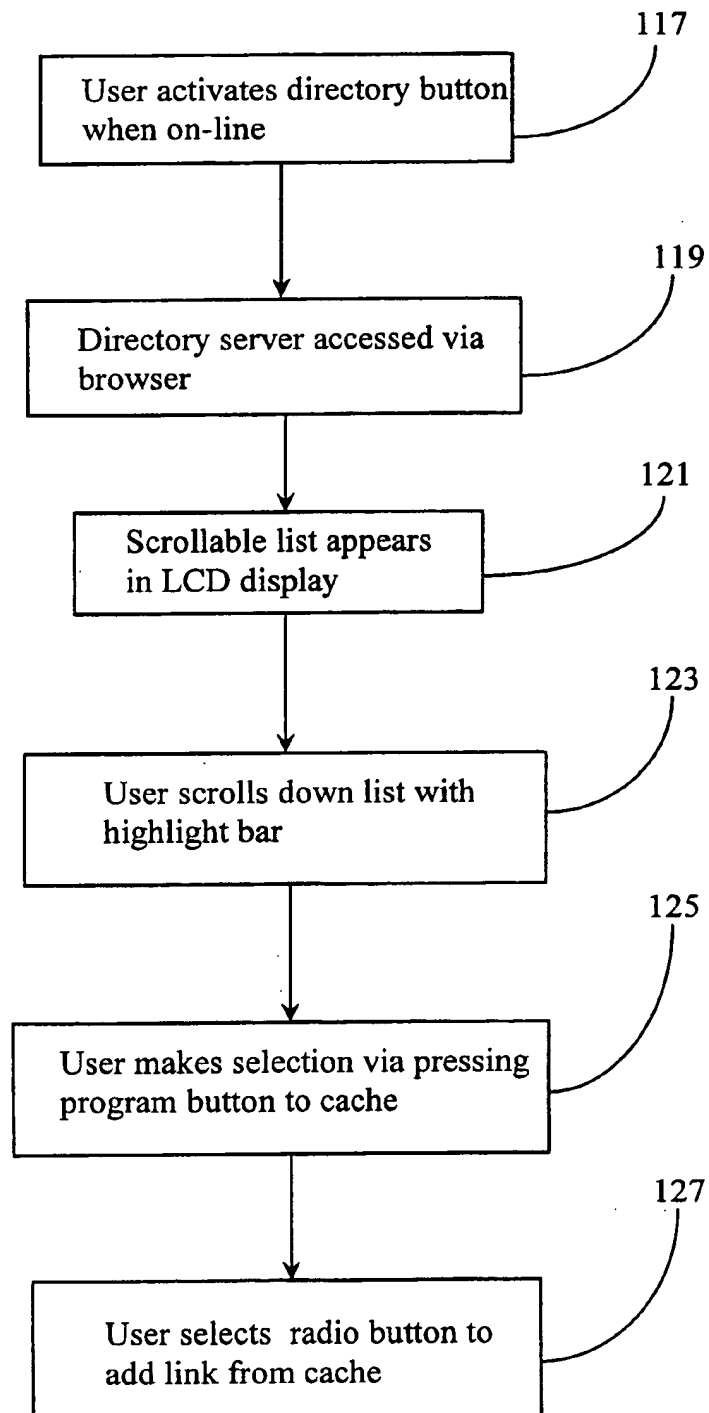 117
User activates directory button
when on-line
119
Directory server accessed via
browser
121
Scrollable list appears
in LCD display
123
User scrolls down list with
highlight bar
125
User makes selection via pressing
program button to cache
127
User selects radio button to
add link from cache